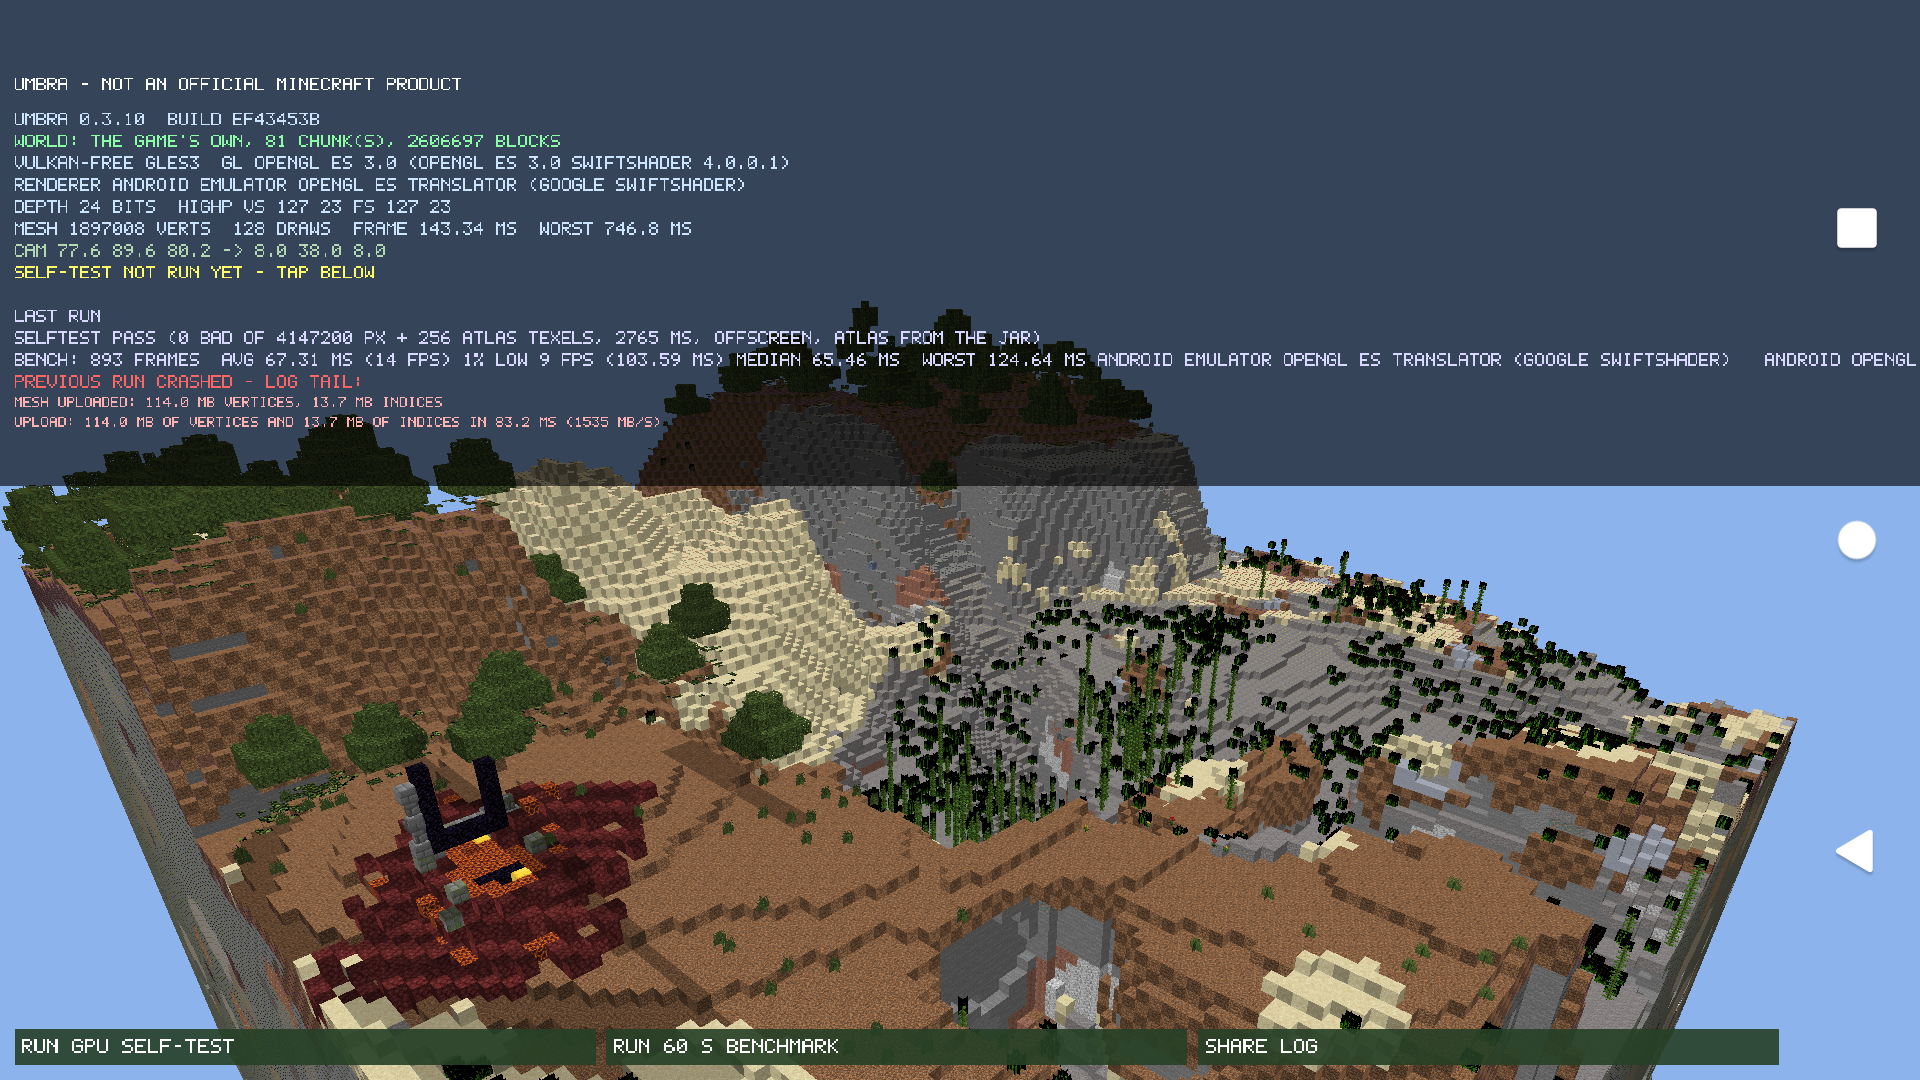 UMBRA - NOT AN OFFICIAL MINECRAFT PRODUCT
UMBRA 0.3.10  BUILD EF43453B
WORLD: THE GAME'S OWN, 81 CHUNK(S), 2606697 BLOCKS
VULKAN-FREE GLES3  GL OPENGL ES 3.0 (OPENGL ES 3.0 SWIFTSHADER 4.0.0.1)
RENDERER ANDROID EMULATOR OPENGL ES TRANSLATOR (GOOGLE SWIFTSHADER)
DEPTH 24 BITS  HIGHP VS 127 23 FS 127 23
MESH 1897008 VERTS  128 DRAWS  FRAME 143.34 MS  WORST 746.8 MS
CAM 77.6 89.6 80.2 -> 8.0 38.0 8.0
SELF-TEST NOT RUN YET - TAP BELOW
LAST RUN
SELFTEST PASS (0 BAD OF 4147200 PX + 256 ATLAS TEXELS, 2765 MS, OFFSCREEN, ATLAS FROM THE JAR)
BENCH: 893 FRAMES  AVG 67.31 MS (14 FPS) 1% LOW 9 FPS (103.59 MS) MEDIAN 65.46 MS  WORST 124.64 MS ANDROID EMULATOR OPENGL ES TRANSLATOR (GOOGLE SWIFTSHADER)   ANDROID OPENGL
PREVIOUS RUN CRASHED - LOG TAIL:
MESH UPLOADED: 114.0 MB VERTICES, 13.7 MB INDICES
UPLOAD: 114.0 MB OF VERTICES AND 13.7 MB OF INDICES IN 83.2 MS (1535 MB/S)
RUN GPU SELF-TEST
RUN 60 S BENCHMARK
SHARE LOG